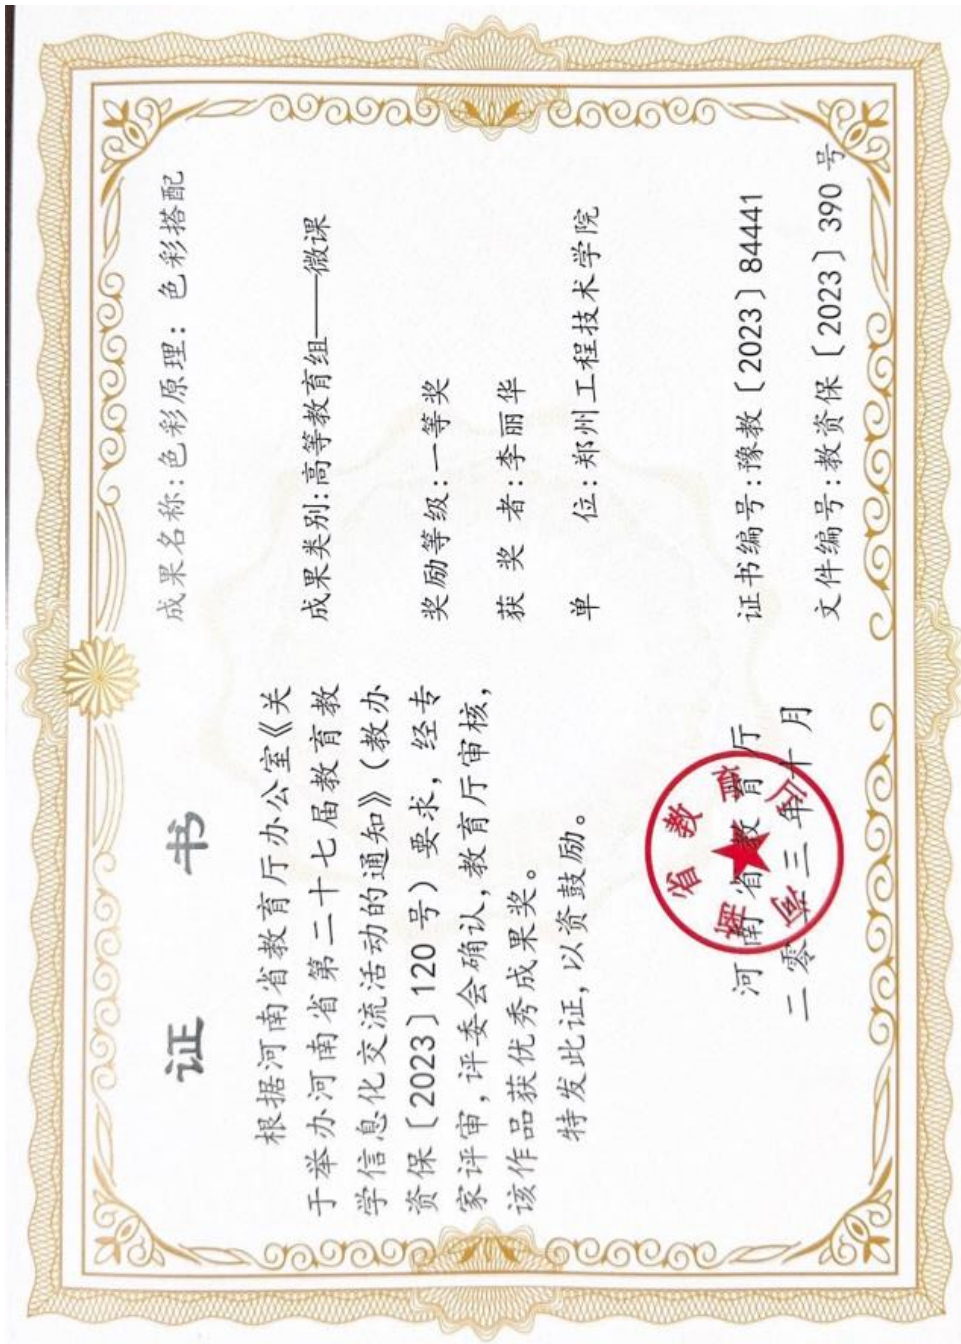 证 书
根据河南省教育厅办公室《关
于举办河南省第二十七届教育教
学信息化交流活动的通知》（教办
资保〔2023〕120 号）要求，经专
家评审,评委会确认,教育厅审核,
该作品获优秀成果奖。
特发此证,以资鼓励。
河南省教育厅
二零二三年十月
河南省教育厅
成果名称:色彩原理：色彩搭配
成果类别:高等教育组——微课
奖励等级:一等奖
获 奖 者:李丽华
单 位:郑州工程技术学院
证书编号:豫教〔2023〕84441
文件编号:教资保〔2023〕390 号